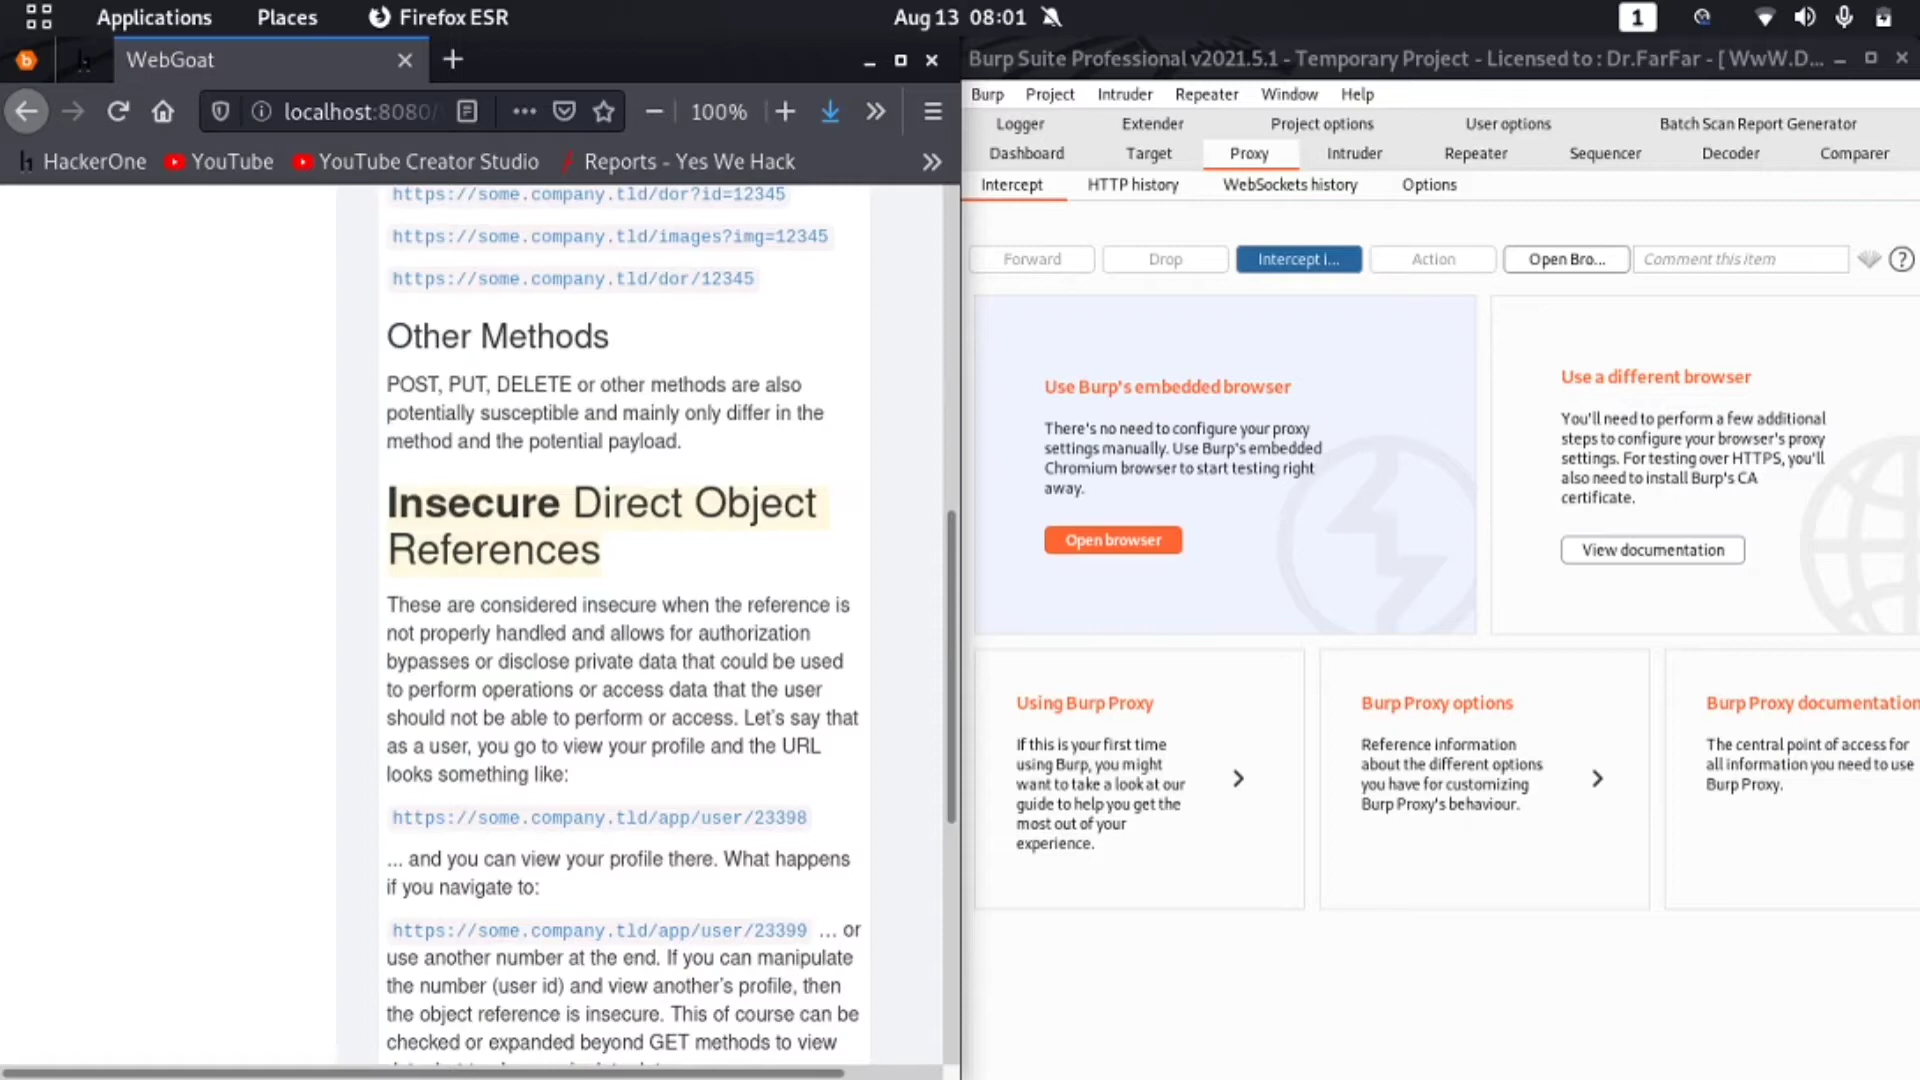 Applications Places Firefox ESR Aug 13 08:01 1
WebGoat
localhost:8080/ 100%
HackerOne YouTube YouTube Creator Studio Reports - Yes We Hack
https://some.company.tld/dor?id=12345
https://some.company.tld/images?img=12345
https://some.company.tld/dor/12345
Other Methods
POST, PUT, DELETE or other methods are also
potentially susceptible and mainly only differ in the
method and the potential payload.
Insecure Direct Object
References
These are considered insecure when the reference is
not properly handled and allows for authorization
bypasses or disclose private data that could be used
to perform operations or access data that the user
should not be able to perform or access. Let's say that
as a user, you go to view your profile and the URL
looks something like:
https://some.company.tld/app/user/23398
... and you can view your profile there. What happens
if you navigate to:
https://some.company.tld/app/user/23399 ... or
use another number at the end. If you can manipulate
the number (user id) and view another's profile, then
the object reference is insecure. This of course can be
checked or expanded beyond GET methods to view
Burp Suite Professional v2021.5.1 - Temporary Project - Licensed to : Dr.FarFar - [ WwW.D...
Burp Project Intruder Repeater Window Help
Logger Extender Project options User options Batch Scan Report Generator
Dashboard Target Proxy Intruder Repeater Sequencer Decoder Comparer
Intercept HTTP history WebSockets history Options
Forward Drop Intercept i... Action Open Bro... Comment this item ?
Use Burp's embedded browser
There's no need to configure your proxy
settings manually. Use Burp's embedded
Chromium browser to start testing right
away.
Open browser
Use a different browser
You'll need to perform a few additional
steps to configure your browser's proxy
settings. For testing over HTTPS, you'll
also need to install Burp's CA
certificate.
View documentation
Using Burp Proxy
If this is your first time
using Burp, you might
want to take a look at our
guide to help you get the
most out of your
experience.
Burp Proxy options
Reference information
about the different options
you have for customizing
Burp Proxy's behaviour.
Burp Proxy documentation
The central point of access for
all information you need to use
Burp Proxy.